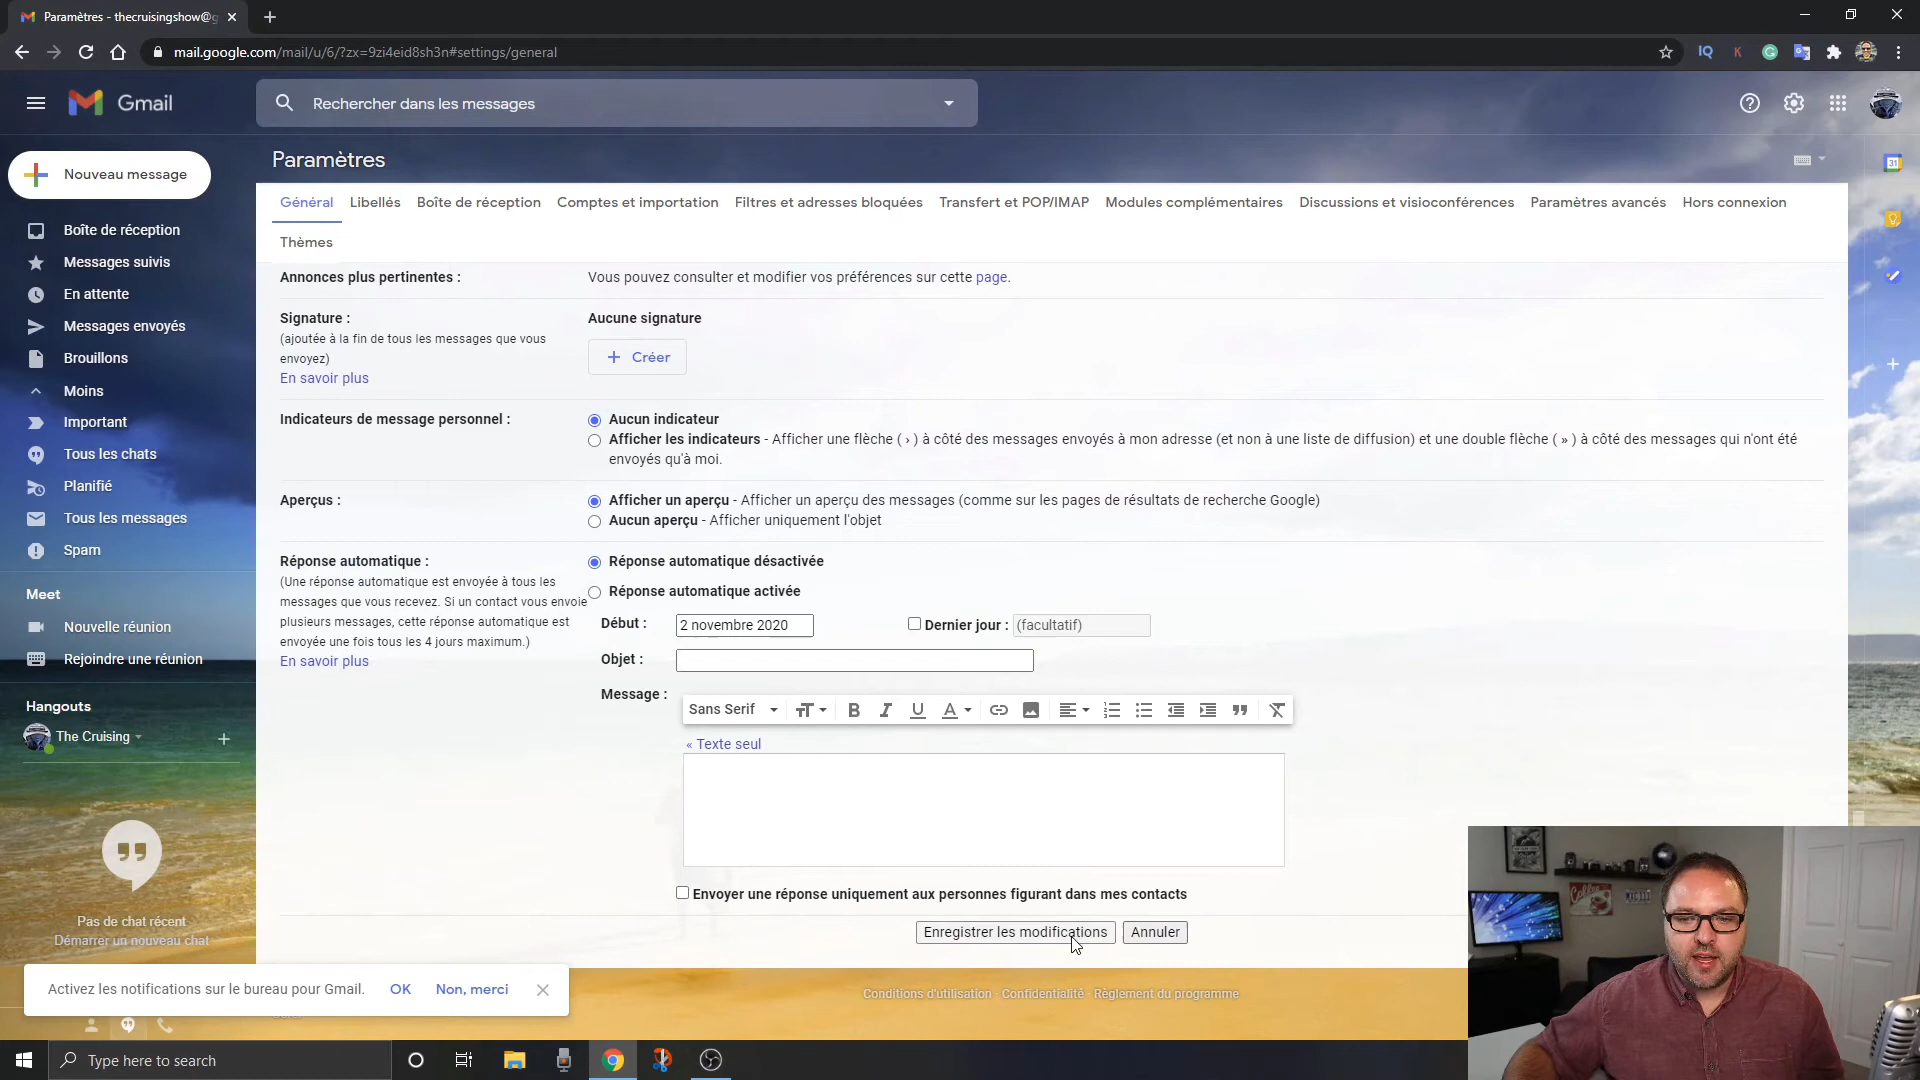 Paramètres - thecruisingshow@g
mail.google.com/mail/u/6/?zx=9zi4eid8sh3n#settings/general
IQ
K
Gmail
Rechercher dans les messages
Nouveau message
Boîte de réception
Messages suivis
En attente
Messages envoyés
Brouillons
Moins
Important
Tous les chats
Planifié
Tous les messages
Spam
Meet
Nouvelle réunion
Rejoindre une réunion
Hangouts
The Cruising
Pas de chat récent
Démarrer un nouveau chat
Paramètres
Général Libellés Boîte de réception Comptes et importation Filtres et adresses bloquées Transfert et POP/IMAP Modules complémentaires Discussions et visioconférences Paramètres avancés Hors connexion
Thèmes
Annonces plus pertinentes : Vous pouvez consulter et modifier vos préférences sur cette page.
Signature : Aucune signature
(ajoutée à la fin de tous les messages que vous
envoyez)
Créer
En savoir plus
Indicateurs de message personnel : Aucun indicateur
Afficher les indicateurs - Afficher une flèche ( › ) à côté des messages envoyés à mon adresse (et non à une liste de diffusion) et une double flèche ( » ) à côté des messages qui n'ont été
envoyés qu'à moi.
Aperçus : Afficher un aperçu - Afficher un aperçu des messages (comme sur les pages de résultats de recherche Google)
Aucun aperçu - Afficher uniquement l'objet
Réponse automatique : Réponse automatique désactivée
(Une réponse automatique est envoyée à tous les
messages que vous recevez. Si un contact vous envoie
plusieurs messages, cette réponse automatique est
envoyée une fois tous les 4 jours maximum.)
En savoir plus
Réponse automatique activée
Début : 2 novembre 2020 Dernier jour : (facultatif)
Objet :
Message :
Sans Serif
« Texte seul
Envoyer une réponse uniquement aux personnes figurant dans mes contacts
Enregistrer les modifications Annuler
Activez les notifications sur le bureau pour Gmail. OK Non, merci
Conditions d'utilisation - Confidentialité - Règlement du programme
31
Type here to search